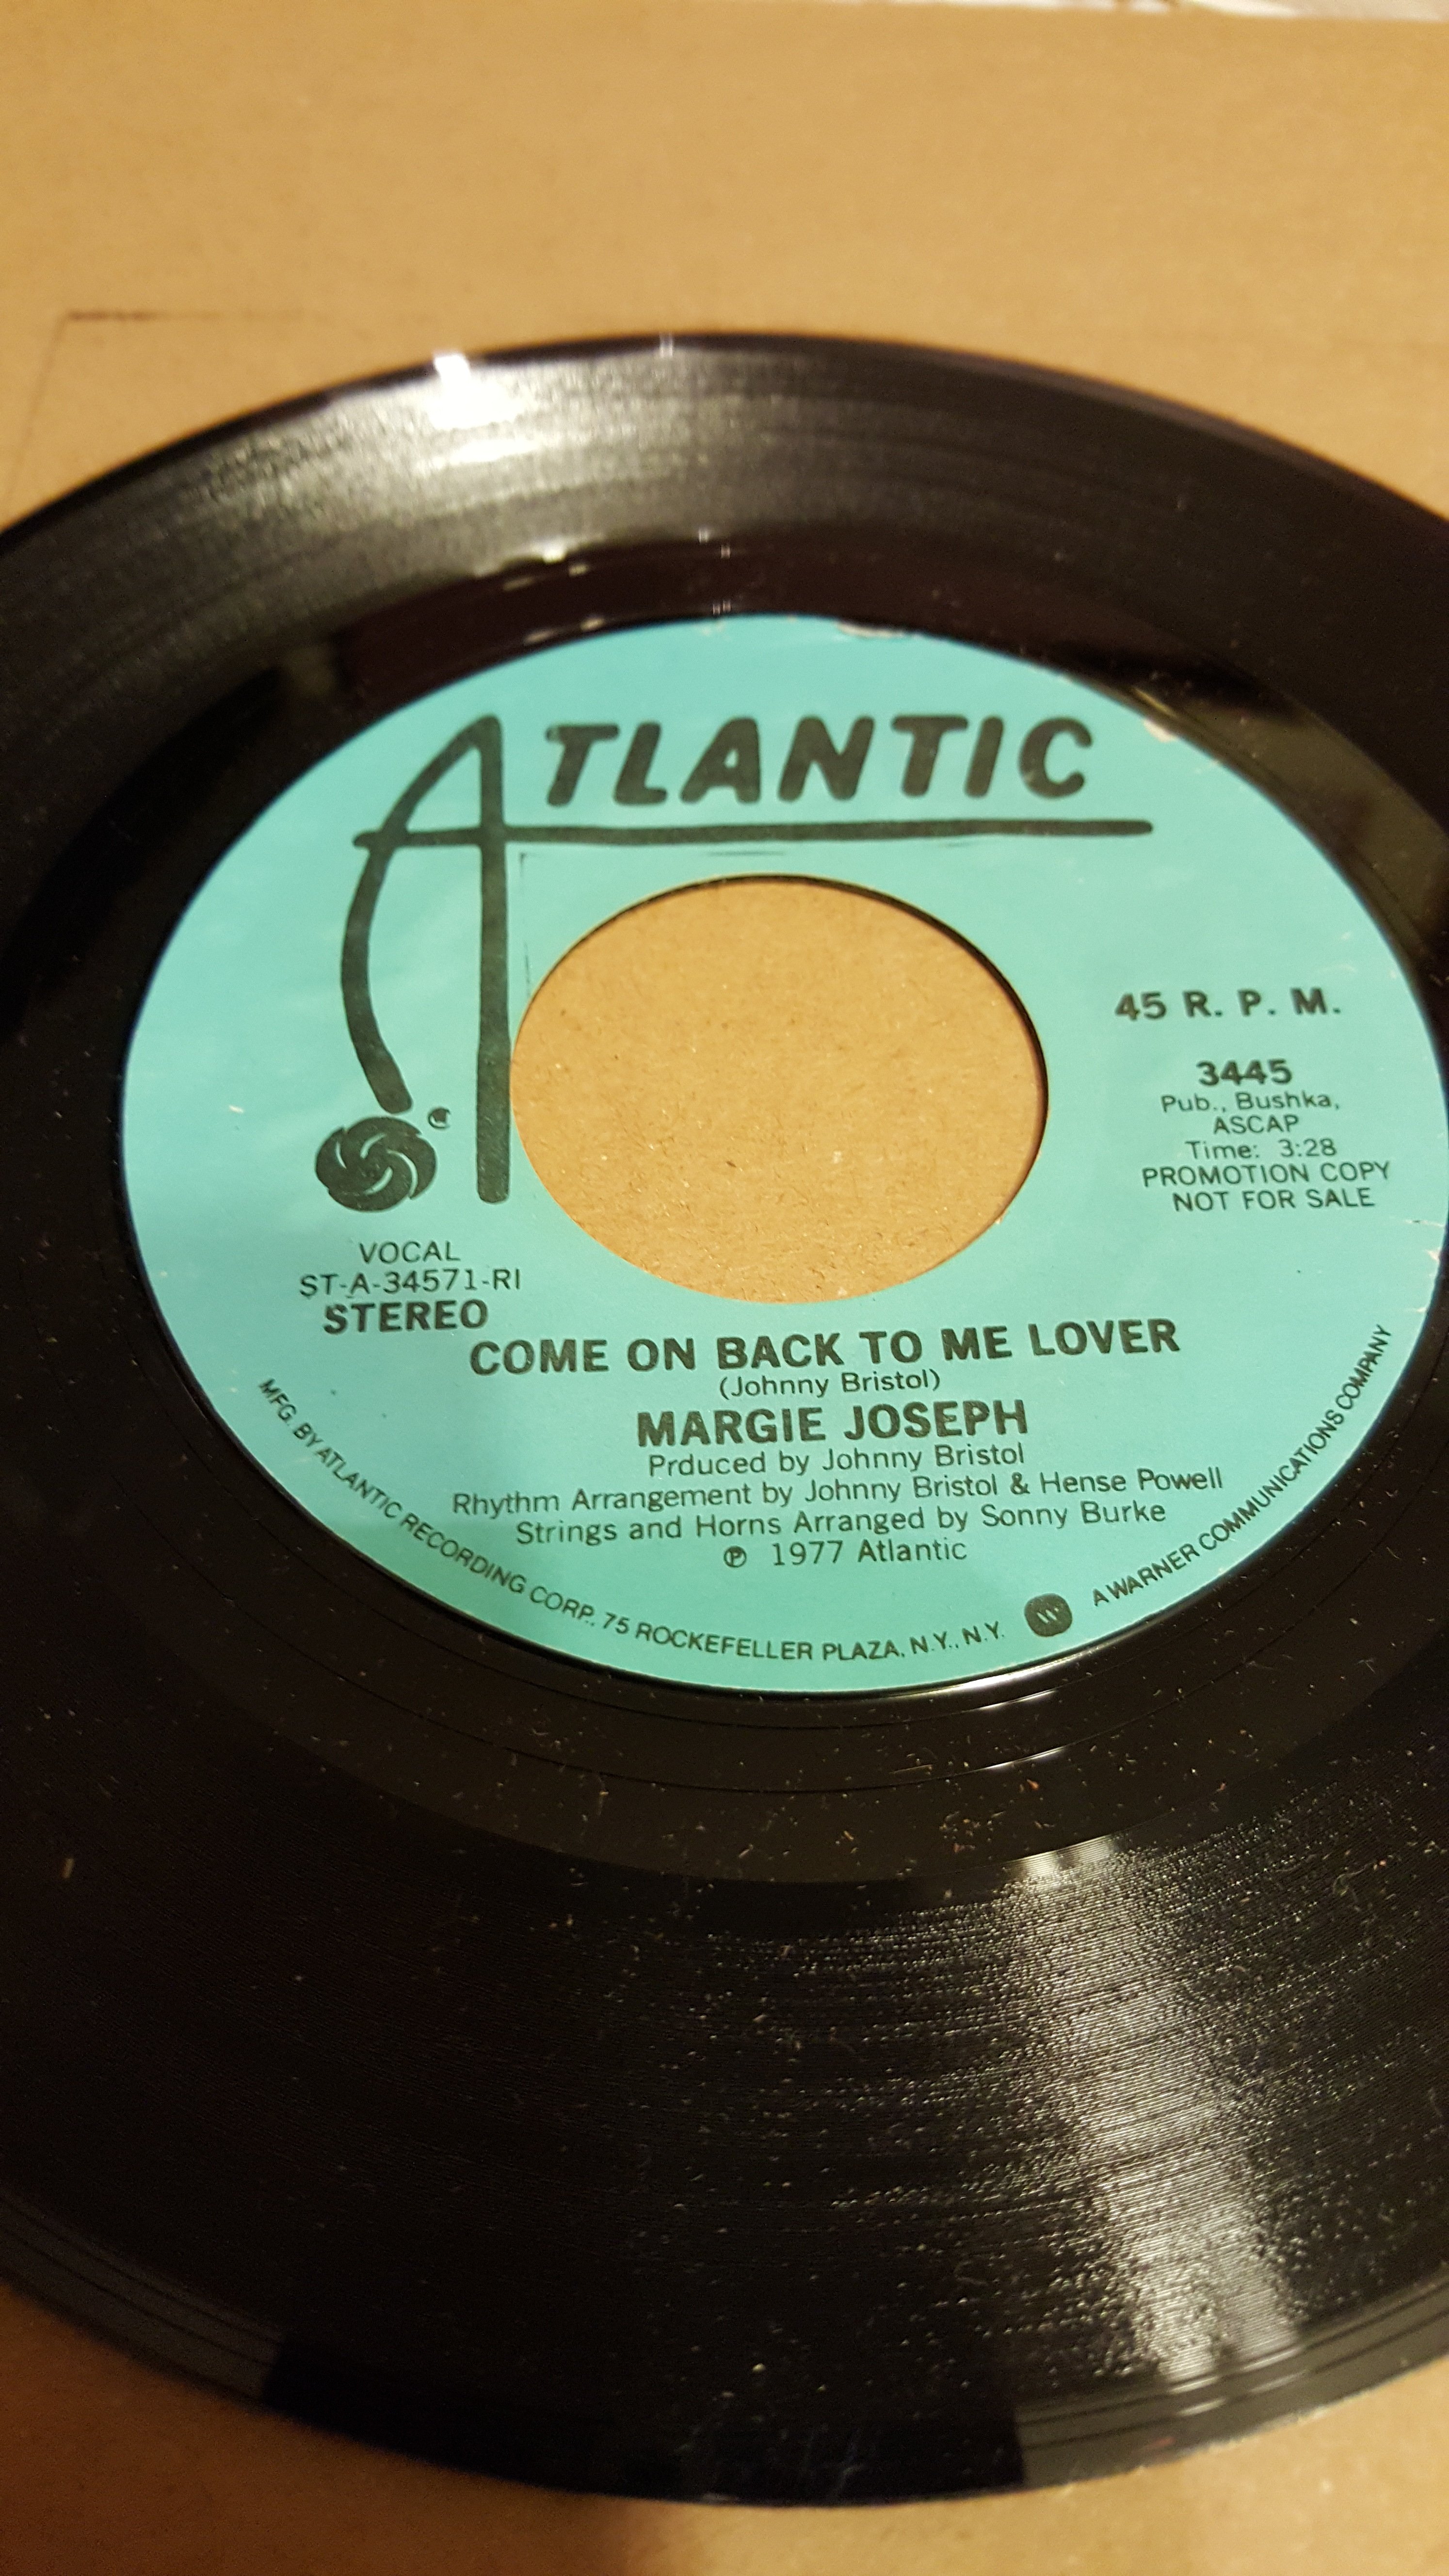 ATLANTIC
®
45 R. P. M.
3445
Pub., Bushka,
ASCAP
Time: 3:28
PROMOTION COPY
NOT FOR SALE
VOCAL
ST-A-34571-RI
STEREO
COME ON BACK TO ME LOVER
(Johnny Bristol)
MARGIE JOSEPH
Prduced by Johnny Bristol
Rhythm Arrangement by Johnny Bristol & Hense Powell
Strings and Horns Arranged by Sonny Burke
℗ 1977 Atlantic
MFG. BY ATLANTIC RECORDING CORP., 75 ROCKEFELLER PLAZA, N.Y., N.Y. A WARNER COMMUNICATIONS COMPANY